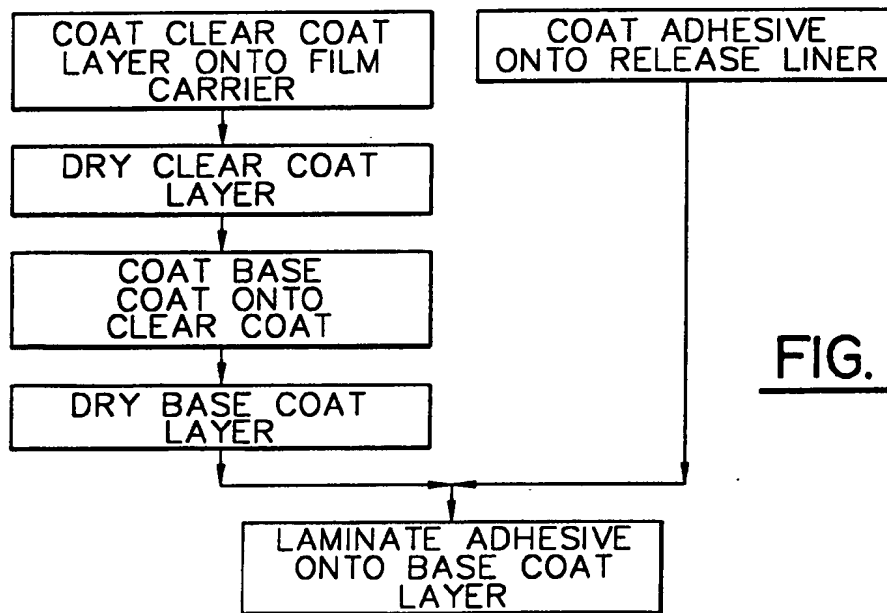 COAT CLEAR COAT
LAYER ONTO FILM
CARRIER
COAT ADHESIVE
ONTO RELEASE LINER
DRY CLEAR COAT
LAYER
COAT BASE
COAT ONTO
CLEAR COAT
DRY BASE COAT
LAYER
FIG.
LAMINATE ADHESIVE
ONTO BASE COAT
LAYER